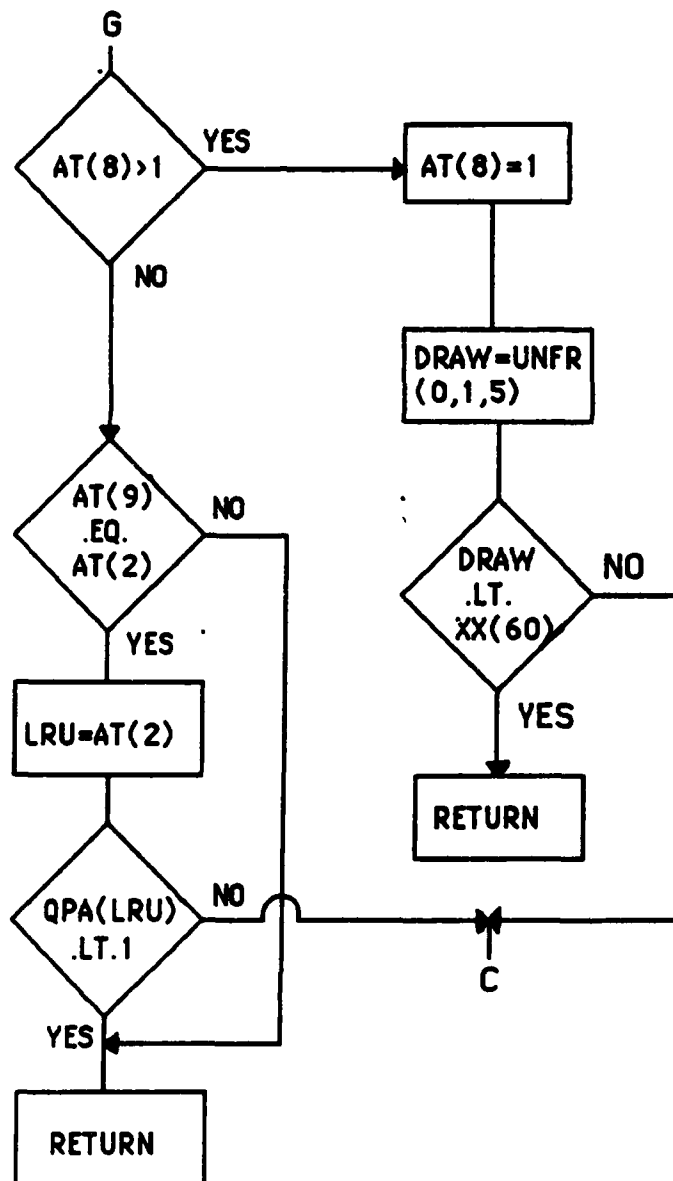 G
AT(8)>1
YES
AT(8)=1
NO
DRAW=UNFR
(0,1,5)
AT(9)
.EQ.
AT(2)
NO
DRAW
.LT.
XX(60)
NO
YES
YES
LRU=AT(2)
RETURN
QPA(LRU)
.LT.1
NO
C
YES
RETURN